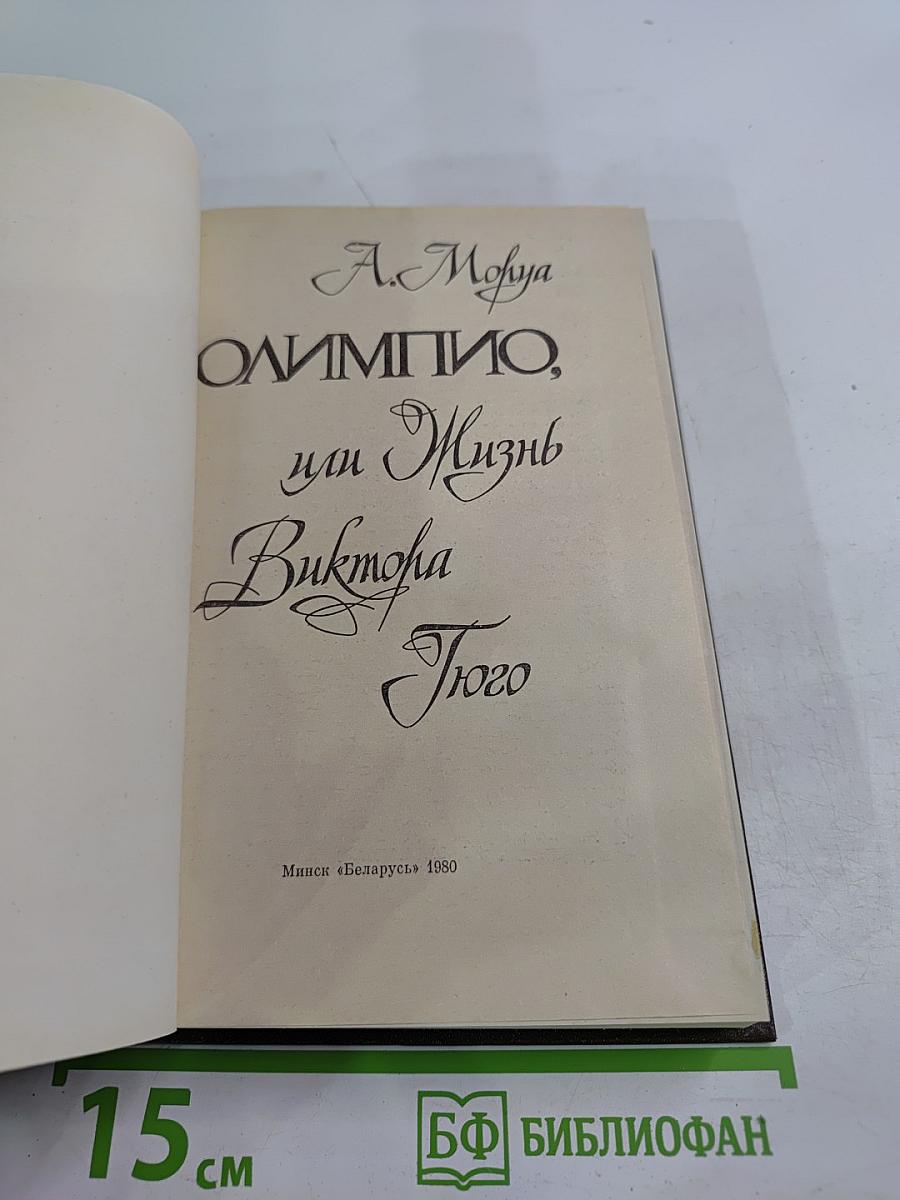 А. Моруа
ОЛИМПИО,
или Жизнь
Виктора
Гюго
Минск «Беларусь» 1980
15 см
БФ БИБЛИОФАН